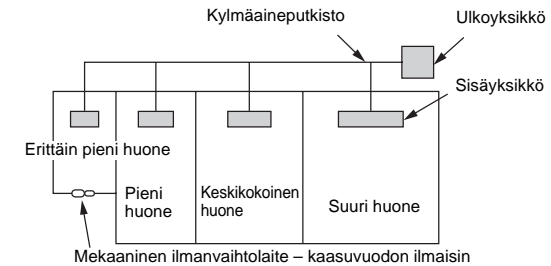 Kylmäaineputkisto
Ulkoyksikkö
Sisäyksikkö
Erittäin pieni huone
Pieni
huone
Keskikokoinen
huone
Suuri huone
Mekaaninen ilmanvaihtolaite – kaasuvuodon ilmaisin